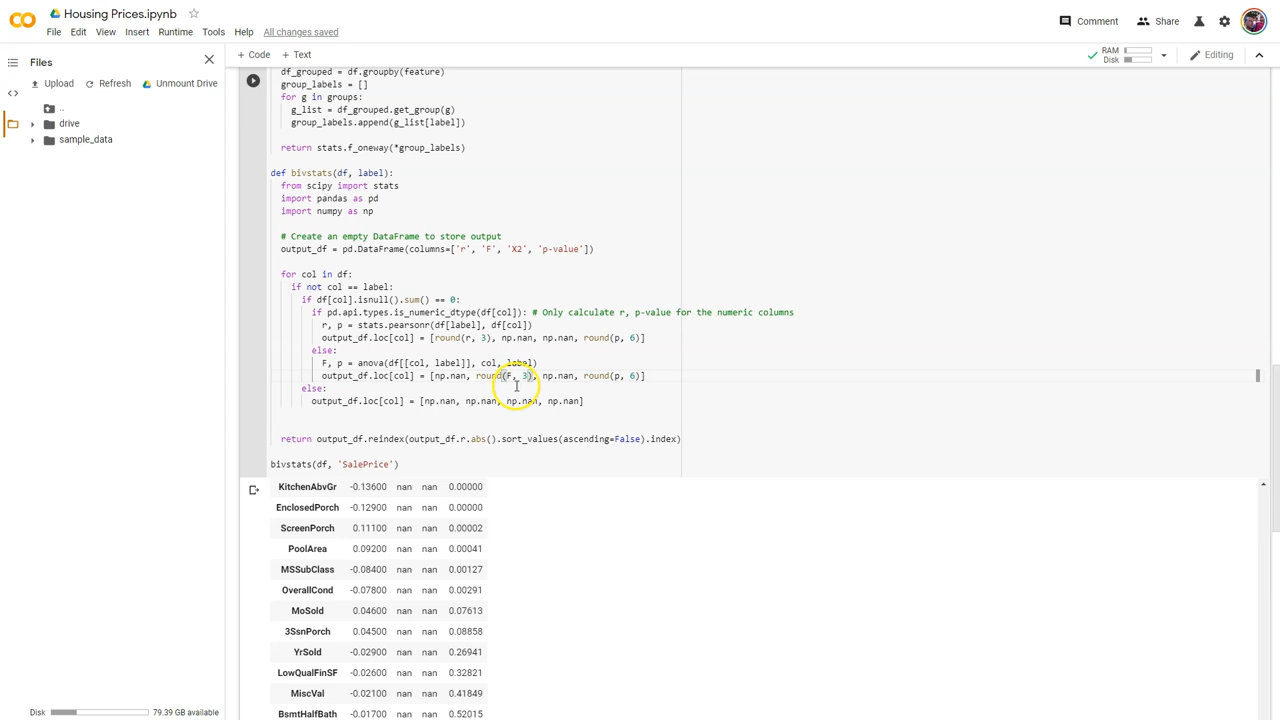 Housing Prices.ipynb
File Edit View Insert Runtime Tools Help All changes saved
Comment Share
Files
+ Code + Text
RAM
Disk
Editing
Upload Refresh Unmount Drive
..
drive
sample_data
df_grouped = df.groupby(feature)
group_labels = []
for g in groups:
g_list = df_grouped.get_group(g)
group_labels.append(g_list[label])
return stats.f_oneway(*group_labels)
def bivstats(df, label):
from scipy import stats
import pandas as pd
import numpy as np
# Create an empty DataFrame to store output
output_df = pd.DataFrame(columns=['r', 'F', 'X2', 'p-value'])
for col in df:
if not col == label:
if df[col].isnull().sum() == 0:
if pd.api.types.is_numeric_dtype(df[col]): # Only calculate r, p-value for the numeric columns
r, p = stats.pearsonr(df[label], df[col])
output_df.loc[col] = [round(r, 3), np.nan, np.nan, round(p, 6)]
else:
F, p = anova(df[[col, label]], col, label)
output_df.loc[col] = [np.nan, round(F, 3), np.nan, round(p, 6)]
else:
output_df.loc[col] = [np.nan, np.nan, np.nan, np.nan]
return output_df.reindex(output_df.r.abs().sort_values(ascending=False).index)
bivstats(df, 'SalePrice')
KitchenAbvGr -0.13600 nan nan 0.00000
EnclosedPorch -0.12900 nan nan 0.00000
ScreenPorch 0.11100 nan nan 0.00002
PoolArea 0.09200 nan nan 0.00041
MSSubClass -0.08400 nan nan 0.00127
OverallCond -0.07800 nan nan 0.00291
MoSold 0.04600 nan nan 0.07613
3SsnPorch 0.04500 nan nan 0.08858
YrSold -0.02900 nan nan 0.26941
LowQualFinSF -0.02600 nan nan 0.32821
MiscVal -0.02100 nan nan 0.41849
BsmtHalfBath -0.01700 nan nan 0.52015
Disk 79.39 GB available